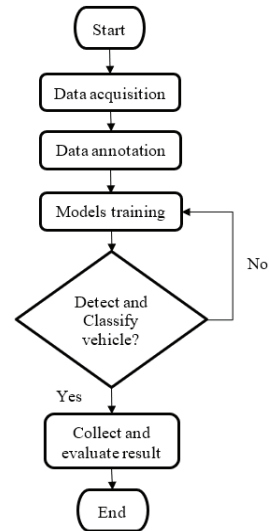 Start
Data acquisition
Data annotation
Models training
No
Detect and
Classify
vehicle?
Yes
Collect and
evaluate result
End